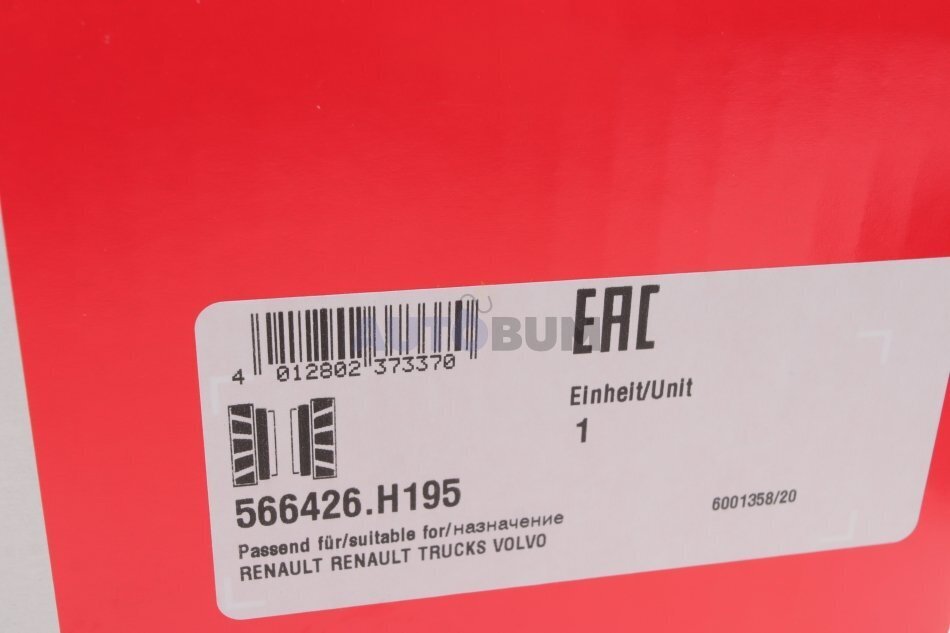 EAC
AUTOBUM
4 012802 373370
Einheit/Unit
1
566426.H195
6001358/20
Passend für/suitable for/назначение
RENAULT RENAULT TRUCKS VOLVO